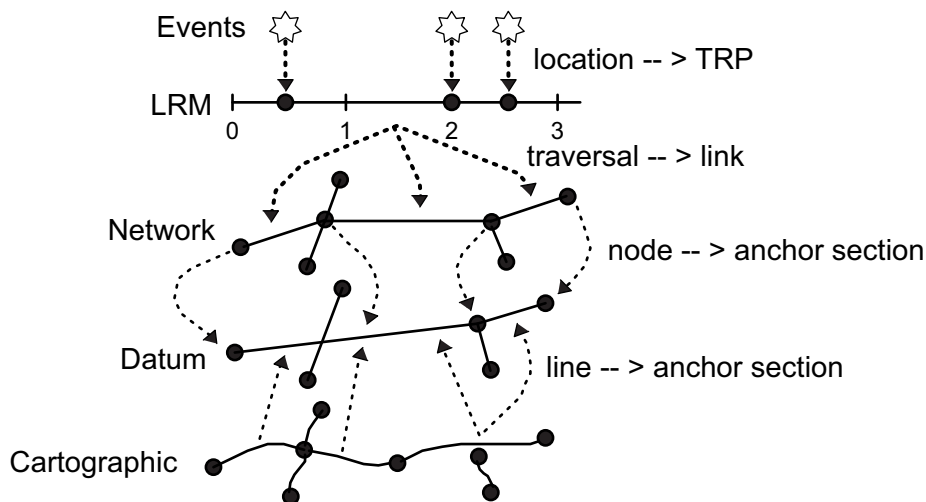 Events
location -- > TRP
LRM
0 1 2 3
traversal -- > link
Network
node -- > anchor section
Datum
line -- > anchor section
Cartographic